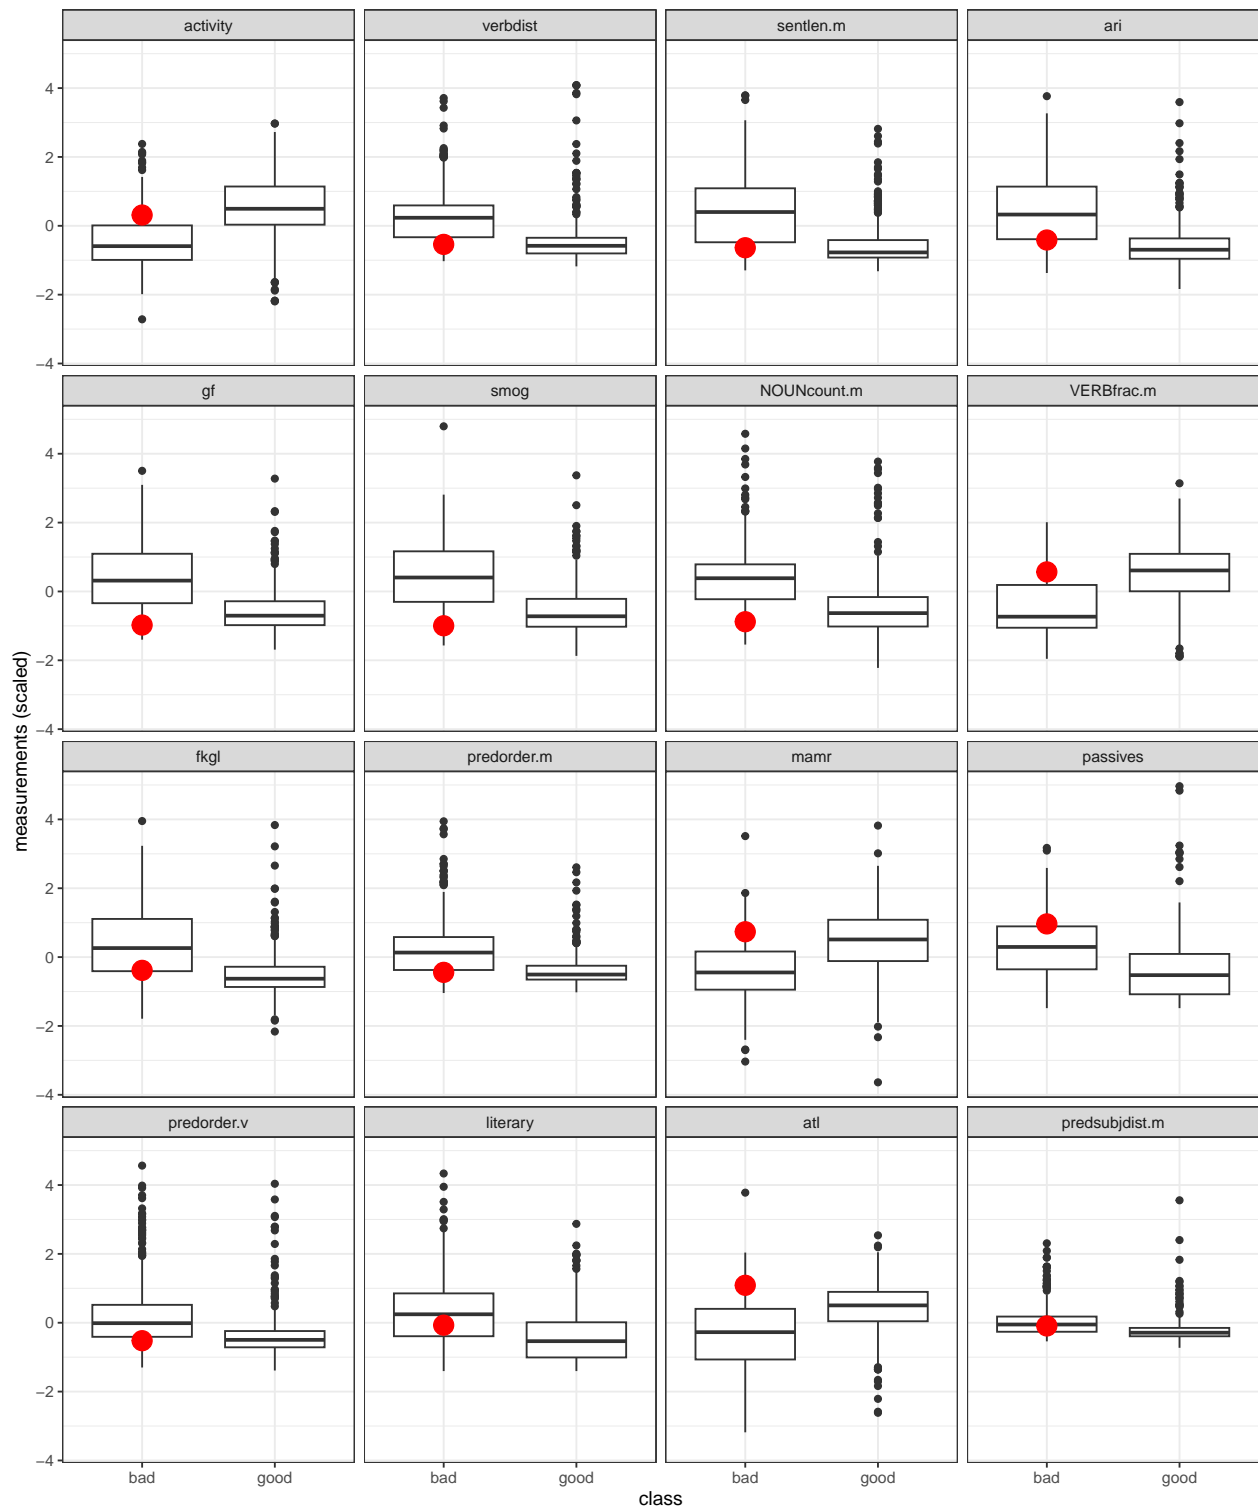 activity verbdist sentlen.m ari
4
2
0
−2
−4
gf smog NOUNcount.m VERBfrac.m
4
2
0
−2
−4
measurements (scaled)
fkgl predorder.m mamr passives
4
2
0
−2
−4
predorder.v literary atl predsubjdist.m
4
2
0
−2
−4
bad good bad good bad good bad good
class